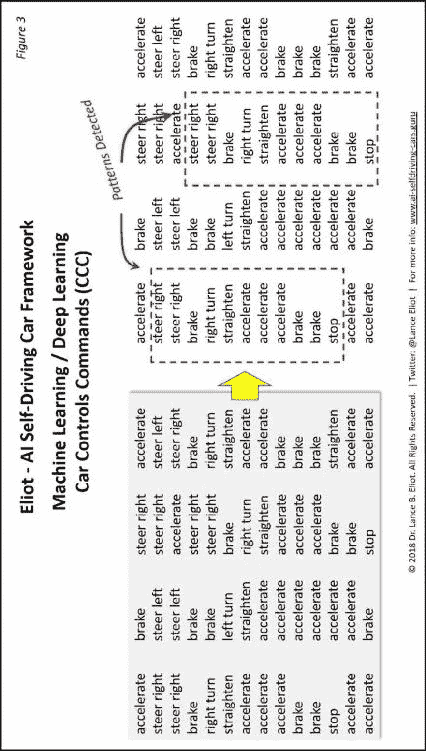 Figure 3
Eliot - AI Self-Driving Car Framework
Machine Learning / Deep Learning
Car Controls Commands (CCC)
Patterns Detected
accelerate
steer right
steer right
brake
right turn
straighten
accelerate
accelerate
accelerate
brake
brake
stop
accelerate
accelerate
brake
steer left
steer left
brake
brake
left turn
straighten
accelerate
accelerate
accelerate
accelerate
accelerate
accelerate
brake
steer right
steer right
accelerate
steer right
steer right
brake
right turn
straighten
accelerate
accelerate
accelerate
brake
brake
stop
accelerate
steer left
steer right
brake
right turn
straighten
accelerate
accelerate
brake
brake
brake
straighten
accelerate
accelerate
accelerate
steer right
steer right
brake
right turn
straighten
accelerate
accelerate
accelerate
brake
brake
stop
accelerate
accelerate
brake
steer left
steer left
brake
brake
left turn
straighten
accelerate
accelerate
accelerate
accelerate
accelerate
accelerate
brake
steer right
steer right
accelerate
steer right
steer right
brake
right turn
straighten
accelerate
accelerate
accelerate
brake
brake
stop
accelerate
steer left
steer right
brake
right turn
straighten
accelerate
accelerate
brake
brake
brake
straighten
accelerate
accelerate
© 2018 Dr. Lance B. Eliot. All Rights Reserved. | Twitter: @Lance Eliot | For more info: www.ai-selfdriving-cars.guru